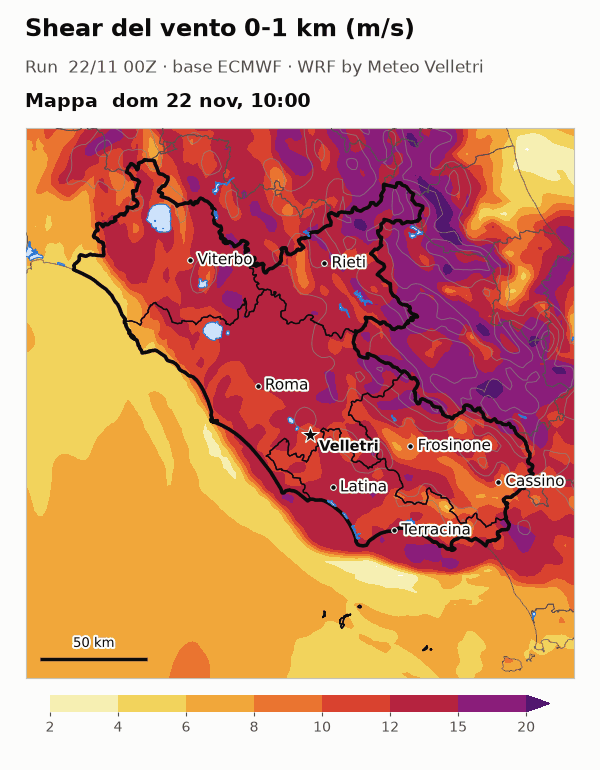 Shear del vento 0-1 km (m/s)
Run  22/11 00Z · base ECMWF · WRF by Meteo Velletri
Mappa  dom 22 nov, 10:00
Viterbo
Rieti
Roma
Velletri
Frosinone
Latina
Cassino
Terracina
50 km
2 4 6 8 10 12 15 20